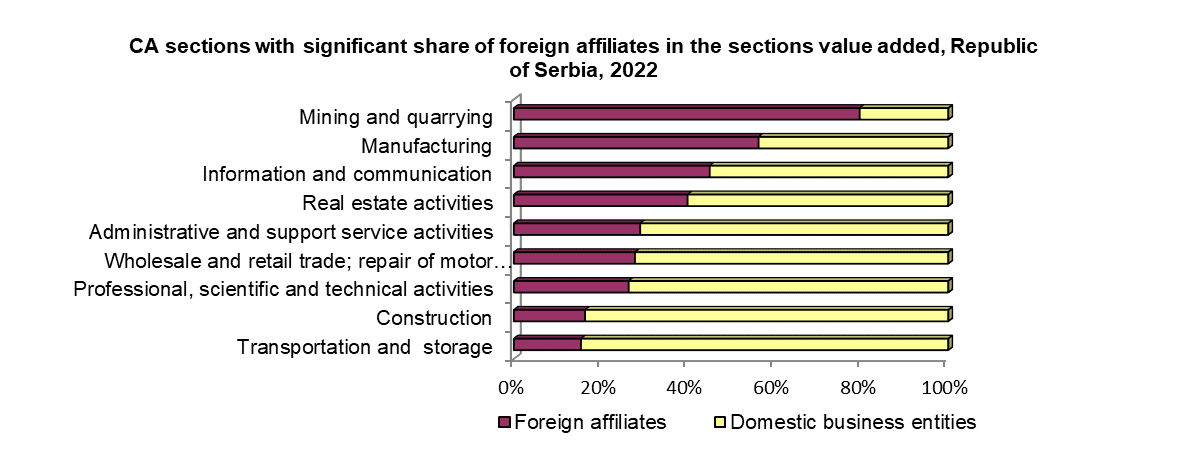 CA sections with significant share of foreign affiliates in the sections value added, Republic
of Serbia, 2022
Mining and quarrying
Manufacturing
Information and communication
Real estate activities
Administrative and support service activities
Wholesale and retail trade; repair of motor…
Professional, scientific and technical activities
Construction
Transportation and storage
0% 20% 40% 60% 80% 100%
Foreign affiliates Domestic business entities